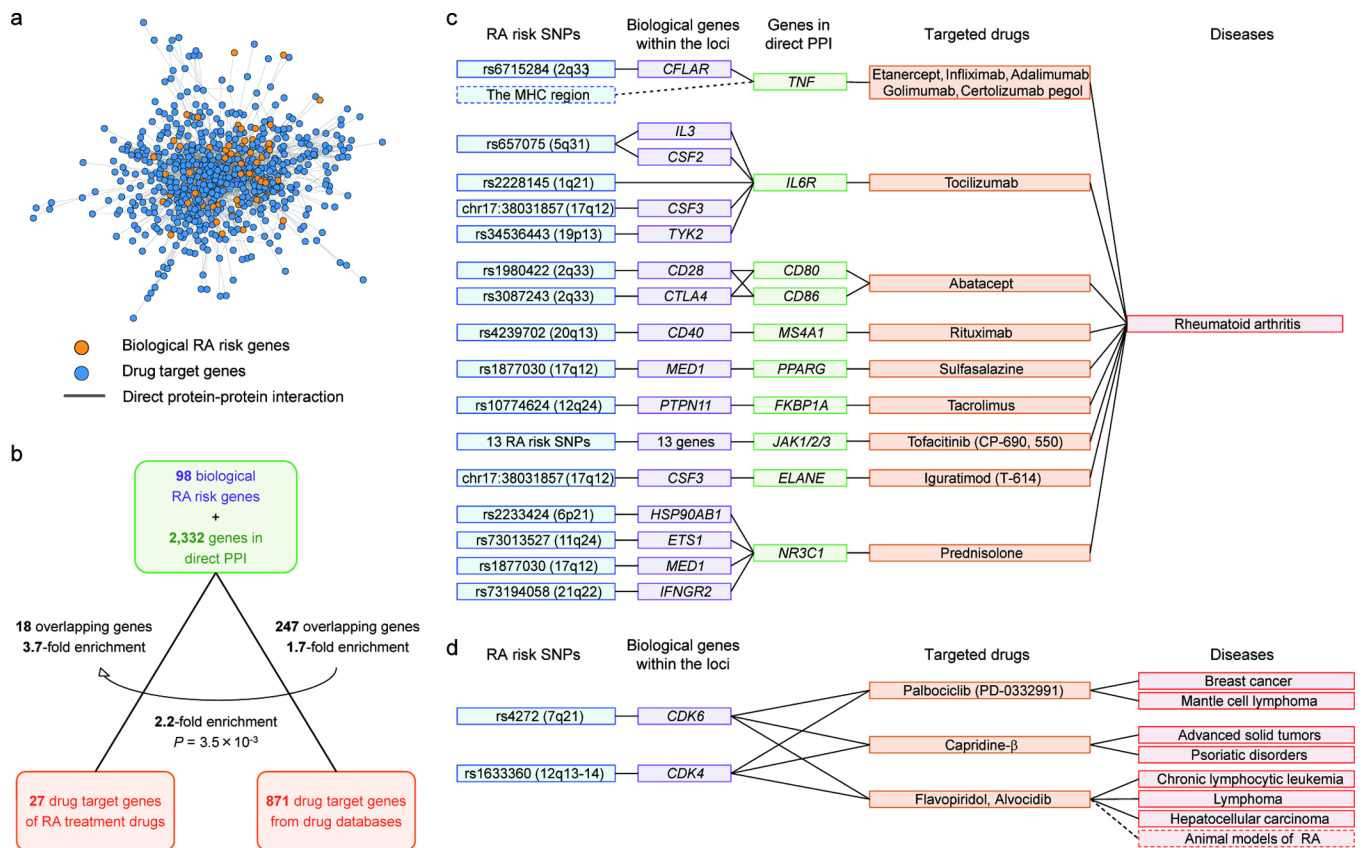 a
Biological RA risk genes
Drug target genes
Direct protein-protein interaction
b
98 biological
RA risk genes
+
2,332 genes in
direct PPI
18 overlapping genes
3.7-fold enrichment
247 overlapping genes
1.7-fold enrichment
2.2-fold enrichment
P = 3.5 × 10-3
27 drug target genes
of RA treatment drugs
871 drug target genes
from drug databases
c
RA risk SNPs
Biological genes
within the loci
Genes in
direct PPI
Targeted drugs
Diseases
rs6715284 (2q33)
CFLAR
The MHC region
TNF
Etanercept, Infliximab, Adalimumab
Golimumab, Certolizumab pegol
rs657075 (5q31)
IL3
CSF2
rs2228145 (1q21)
IL6R
Tocilizumab
chr17:38031857 (17q12)
CSF3
rs34536443 (19p13)
TYK2
rs1980422 (2q33)
CD28
CD80
rs3087243 (2q33)
CTLA4
CD86
Abatacept
rs4239702 (20q13)
CD40
MS4A1
Rituximab
Rheumatoid arthritis
rs1877030 (17q12)
MED1
PPARG
Sulfasalazine
rs10774624 (12q24)
PTPN11
FKBP1A
Tacrolimus
13 RA risk SNPs
13 genes
JAK1/2/3
Tofacitinib (CP-690, 550)
chr17:38031857 (17q12)
CSF3
ELANE
Iguratimod (T-614)
rs2233424 (6p21)
HSP90AB1
rs73013527 (11q24)
ETS1
rs1877030 (17q12)
MED1
rs73194058 (21q22)
IFNGR2
NR3C1
Prednisolone
d
RA risk SNPs
Biological genes
within the loci
Targeted drugs
Diseases
rs4272 (7q21)
CDK6
rs1633360 (12q13-14)
CDK4
Palbociclib (PD-0332991)
Breast cancer
Mantle cell lymphoma
Capridine-β
Advanced solid tumors
Psoriatic disorders
Flavopiridol, Alvocidib
Chronic lymphocytic leukemia
Lymphoma
Hepatocellular carcinoma
Animal models of RA